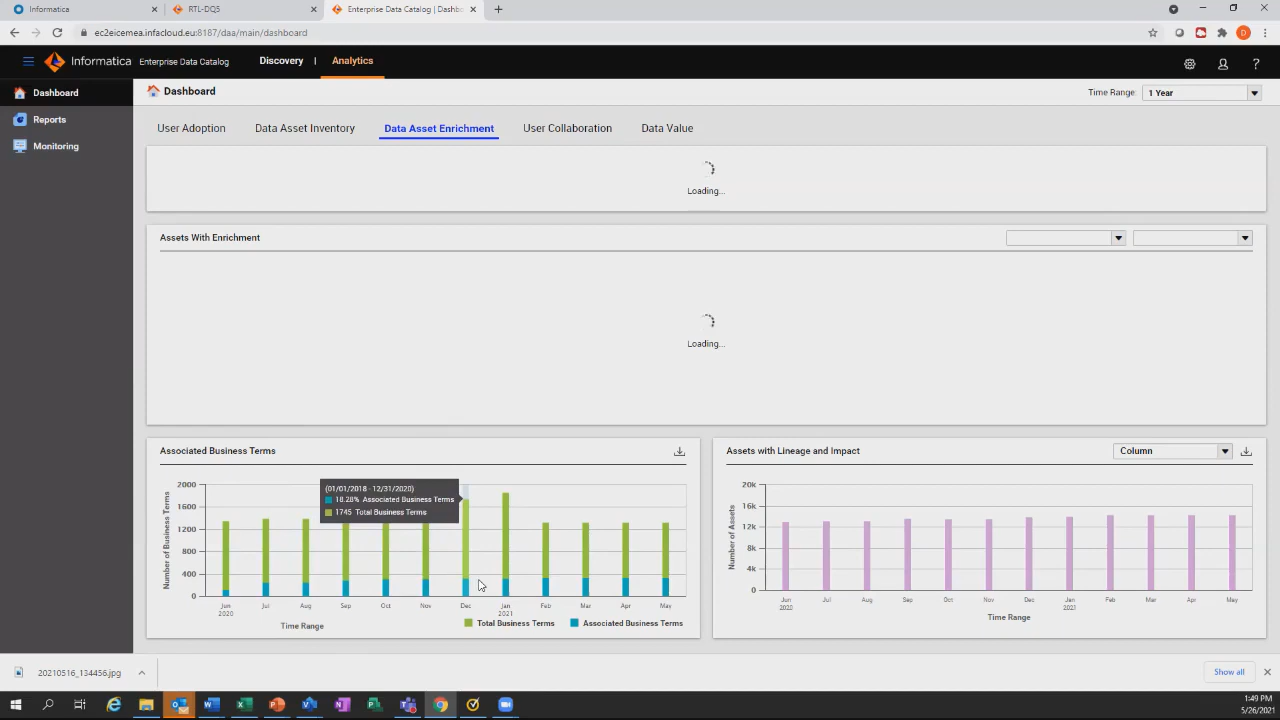 Informatica
RTL-DQ5
Enterprise Data Catalog | Dashbo
ec2eicemea.infacloud.eu:8187/daa/main/dashboard
D
Informatica Enterprise Data Catalog Discovery | Analytics
Dashboard
Reports
Monitoring
Dashboard
Time Range: 1 Year
User Adoption Data Asset Inventory Data Asset Enrichment User Collaboration Data Value
Loading...
Assets With Enrichment
Loading...
Associated Business Terms
Number of Business Terms
2000
1600
1200
800
400
0
(01/01/2018 - 12/31/2020)
18.28% Associated Business Terms
1745 Total Business Terms
Jun Jul Aug Sep Oct Nov Dec Jan Feb Mar Apr May
2020 2021
Time Range
Total Business Terms Associated Business Terms
Assets with Lineage and Impact
Column
Number of Assets
20k
16k
12k
8k
4k
0
Jun Jul Aug Sep Oct Nov Dec Jan Feb Mar Apr May
2020 2021
Time Range
20210516_134456.jpg
Show all
1:49 PM
5/26/2021